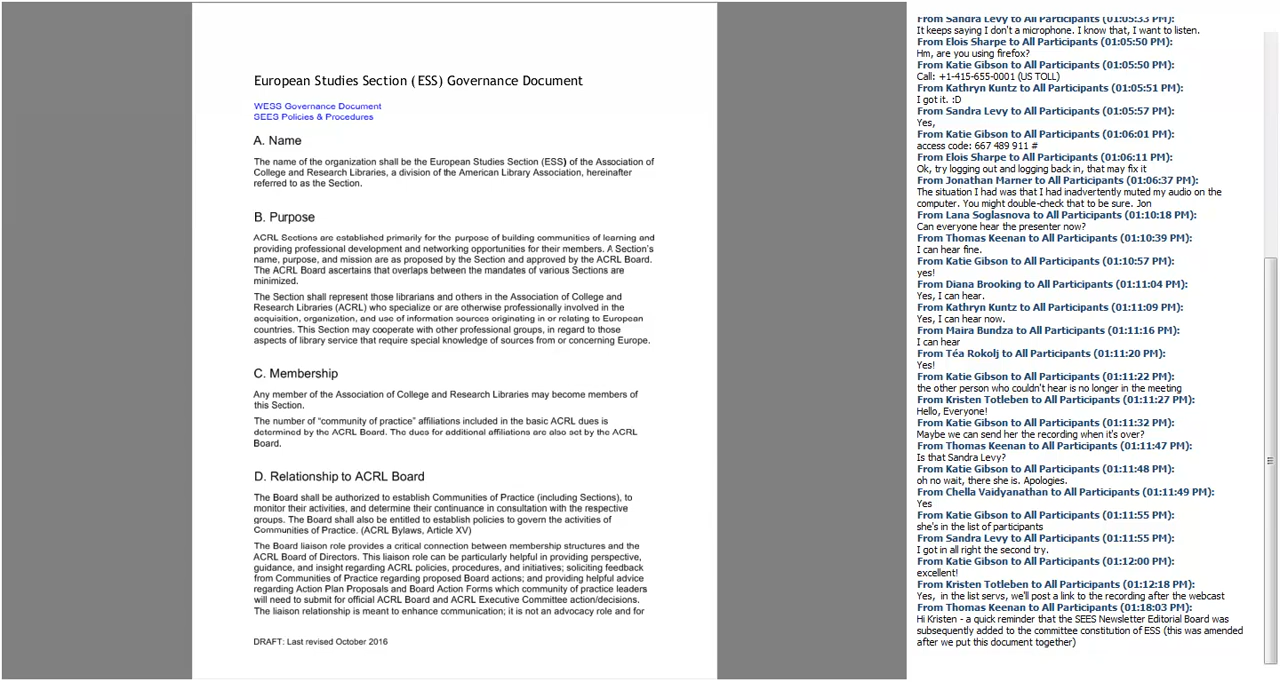 European Studies Section (ESS) Governance Document
WESS Governance Document
SEES Policies & Procedures
A. Name
The name of the organization shall be the European Studies Section (ESS) of the Association of
College and Research Libraries, a division of the American Library Association, hereinafter
referred to as the Section.
B. Purpose
ACRL Sections are established primarily for the purpose of building communities of learning and
providing professional development and networking opportunities for their members. A Section's
name, purpose, and mission are as proposed by the Section and approved by the ACRL Board.
The ACRL Board ascertains that overlaps between the mandates of various Sections are
minimized.
The Section shall represent those librarians and others in the Association of College and
Research Libraries (ACRL) who specialize or are otherwise professionally involved in the
acquisition, organization, and use of information sources originating in or relating to European
countries. This Section may cooperate with other professional groups, in regard to those
aspects of library service that require special knowledge of sources from or concerning Europe.
C. Membership
Any member of the Association of College and Research Libraries may become members of
this Section.
The number of "community of practice" affiliations included in the basic ACRL dues is
determined by the ACRL Board. The dues for additional affiliations are also set by the ACRL
Board.
D. Relationship to ACRL Board
The Board shall be authorized to establish Communities of Practice (including Sections), to
monitor their activities, and determine their continuance in consultation with the respective
groups. The Board shall also be entitled to establish policies to govern the activities of
Communities of Practice. (ACRL Bylaws, Article XV)
The Board liaison role provides a critical connection between membership structures and the
ACRL Board of Directors. This liaison role can be particularly helpful in providing perspective,
guidance, and insight regarding ACRL policies, procedures, and initiatives; soliciting feedback
from Communities of Practice regarding proposed Board actions; and providing helpful advice
regarding Action Plan Proposals and Board Action Forms which community of practice leaders
will need to submit for official ACRL Board and ACRL Executive Committee action/decisions.
The liaison relationship is meant to enhance communication; it is not an advocacy role and for
DRAFT: Last revised October 2016
From Sandra Levy to All Participants (01:05:33 PM):
It keeps saying I don't a microphone. I know that, I want to listen.
From Elois Sharpe to All Participants (01:05:50 PM):
Hm, are you using firefox?
From Katie Gibson to All Participants (01:05:50 PM):
Call: +1-415-655-0001 (US TOLL)
From Kathryn Kuntz to All Participants (01:05:51 PM):
I got it. :D
From Sandra Levy to All Participants (01:05:57 PM):
Yes,
From Katie Gibson to All Participants (01:06:01 PM):
access code: 667 489 911 #
From Elois Sharpe to All Participants (01:06:11 PM):
Ok, try logging out and logging back in, that may fix it
From Jonathan Marner to All Participants (01:06:37 PM):
The situation I had was that I had inadvertently muted my audio on the
computer. You might double-check that to be sure. Jon
From Lana Soglasnova to All Participants (01:10:18 PM):
Can everyone hear the presenter now?
From Thomas Keenan to All Participants (01:10:39 PM):
I can hear fine.
From Katie Gibson to All Participants (01:10:57 PM):
yes!
From Diana Brooking to All Participants (01:11:04 PM):
Yes, I can hear.
From Kathryn Kuntz to All Participants (01:11:09 PM):
Yes, I can hear now.
From Maira Bundza to All Participants (01:11:16 PM):
I can hear
From Téa Rokolj to All Participants (01:11:20 PM):
Yes!
From Katie Gibson to All Participants (01:11:22 PM):
the other person who couldn't hear is no longer in the meeting
From Kristen Totleben to All Participants (01:11:27 PM):
Hello, Everyone!
From Katie Gibson to All Participants (01:11:32 PM):
Maybe we can send her the recording when it's over?
From Thomas Keenan to All Participants (01:11:47 PM):
Is that Sandra Levy?
From Katie Gibson to All Participants (01:11:48 PM):
oh no wait, there she is. Apologies.
From Chella Vaidyanathan to All Participants (01:11:49 PM):
Yes
From Katie Gibson to All Participants (01:11:55 PM):
she's in the list of participants
From Sandra Levy to All Participants (01:11:55 PM):
I got in all right the second try.
From Katie Gibson to All Participants (01:12:00 PM):
excellent!
From Kristen Totleben to All Participants (01:12:18 PM):
Yes, in the list servs, we'll post a link to the recording after the webcast
From Thomas Keenan to All Participants (01:18:03 PM):
Hi Kristen - a quick reminder that the SEES Newsletter Editorial Board was
subsequently added to the committee constitution of ESS (this was amended
after we put this document together)